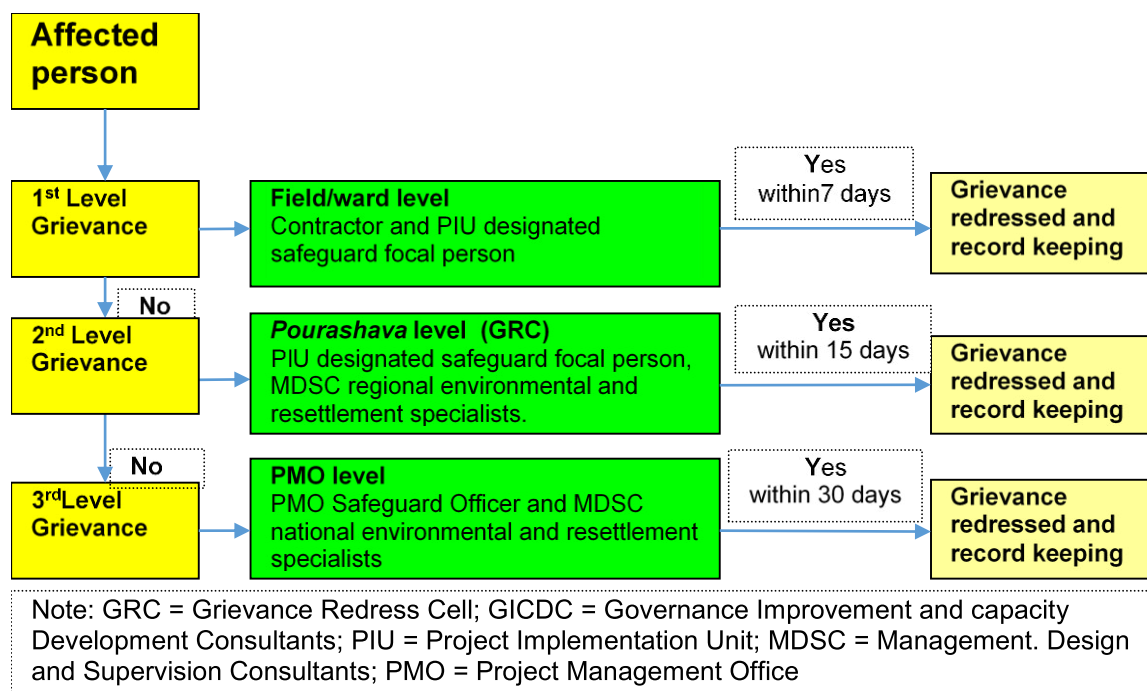 Affected
person
1st Level
Grievance
Field/ward level
Contractor and PIU designated
safeguard focal person
Yes
within7 days
Grievance
redressed and
record keeping
No
2nd Level
Grievance
Pourashava level (GRC)
PIU designated safeguard focal person,
MDSC regional environmental and
resettlement specialists.
Yes
within 15 days
Grievance
redressed and
record keeping
No
3rdLevel
Grievance
PMO level
PMO Safeguard Officer and MDSC
national environmental and resettlement
specialists
Yes
within 30 days
Grievance
redressed and
record keeping
Note: GRC = Grievance Redress Cell; GICDC = Governance Improvement and capacity
Development Consultants; PIU = Project Implementation Unit; MDSC = Management. Design
and Supervision Consultants; PMO = Project Management Office